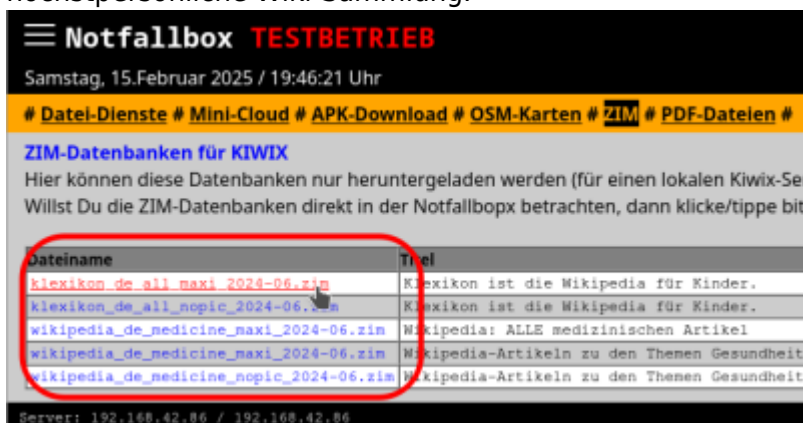 höchstpersönliche Wiki-Sammlung.
Notfallbox TESTBETRIEB
Samstag, 15.Februar 2025 / 19:46:21 Uhr
# Datei-Dienste # Mini-Cloud # APK-Download # OSM-Karten # ZIM # PDF-Dateien #
ZIM-Datenbanken für KIWIX
Hier können diese Datenbanken nur heruntergeladen werden (für einen lokalen Kiwix-Se
Willst Du die ZIM-Datenbanken direkt in der Notfallbopx betrachten, dann klicke/tippe bit
Dateiname Titel
klexikon_de_all_maxi_2024-06.zim Klexikon ist die Wikipedia für Kinder.
klexikon_de_all_nopic_2024-06.zim Klexikon ist die Wikipedia für Kinder.
wikipedia_de_medicine_maxi_2024-06.zim Wikipedia: ALLE medizinischen Artikel
wikipedia_de_medicine_maxi_2024-06.zim Wikipedia-Artikeln zu den Themen Gesundheit
wikipedia_de_medicine_nopic_2024-06.zim Wikipedia-Artikeln zu den Themen Gesundheit
Server: 192.168.42.86 / 192.168.42.86